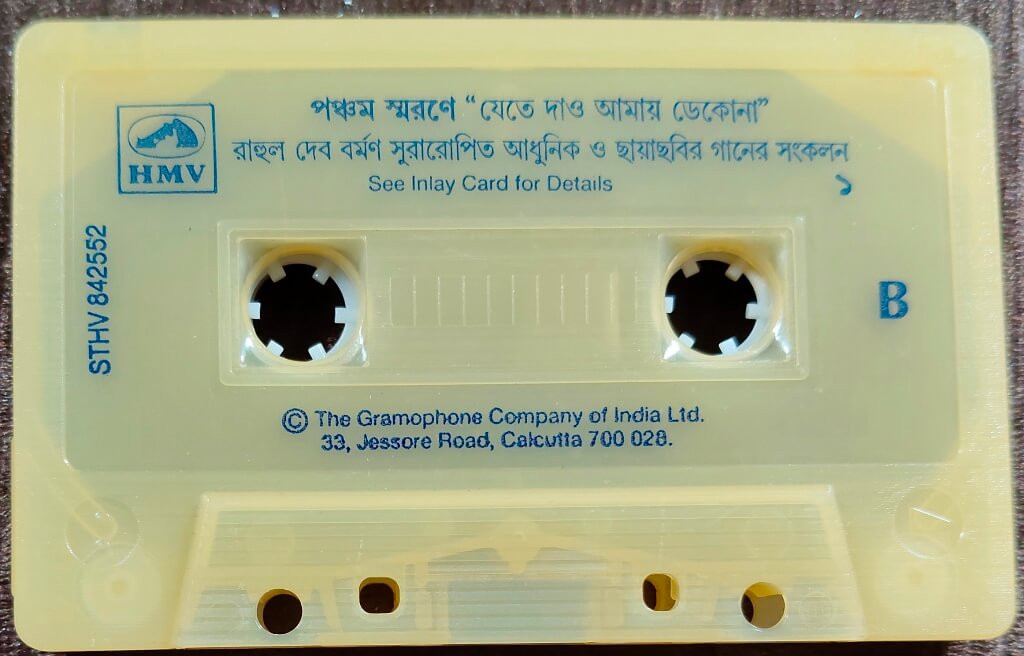 পঞ্চম স্মরণে “যেতে দাও আমায় ডেকোনা”
রাহুল দেব বর্মণ সুরারোপিত আধুনিক ও ছায়াছবির গানের সংকলন
See Inlay Card for Details
১
HMV
STHV 842552
B
© The Gramophone Company of India Ltd.
33, Jessore Road, Calcutta 700 028.